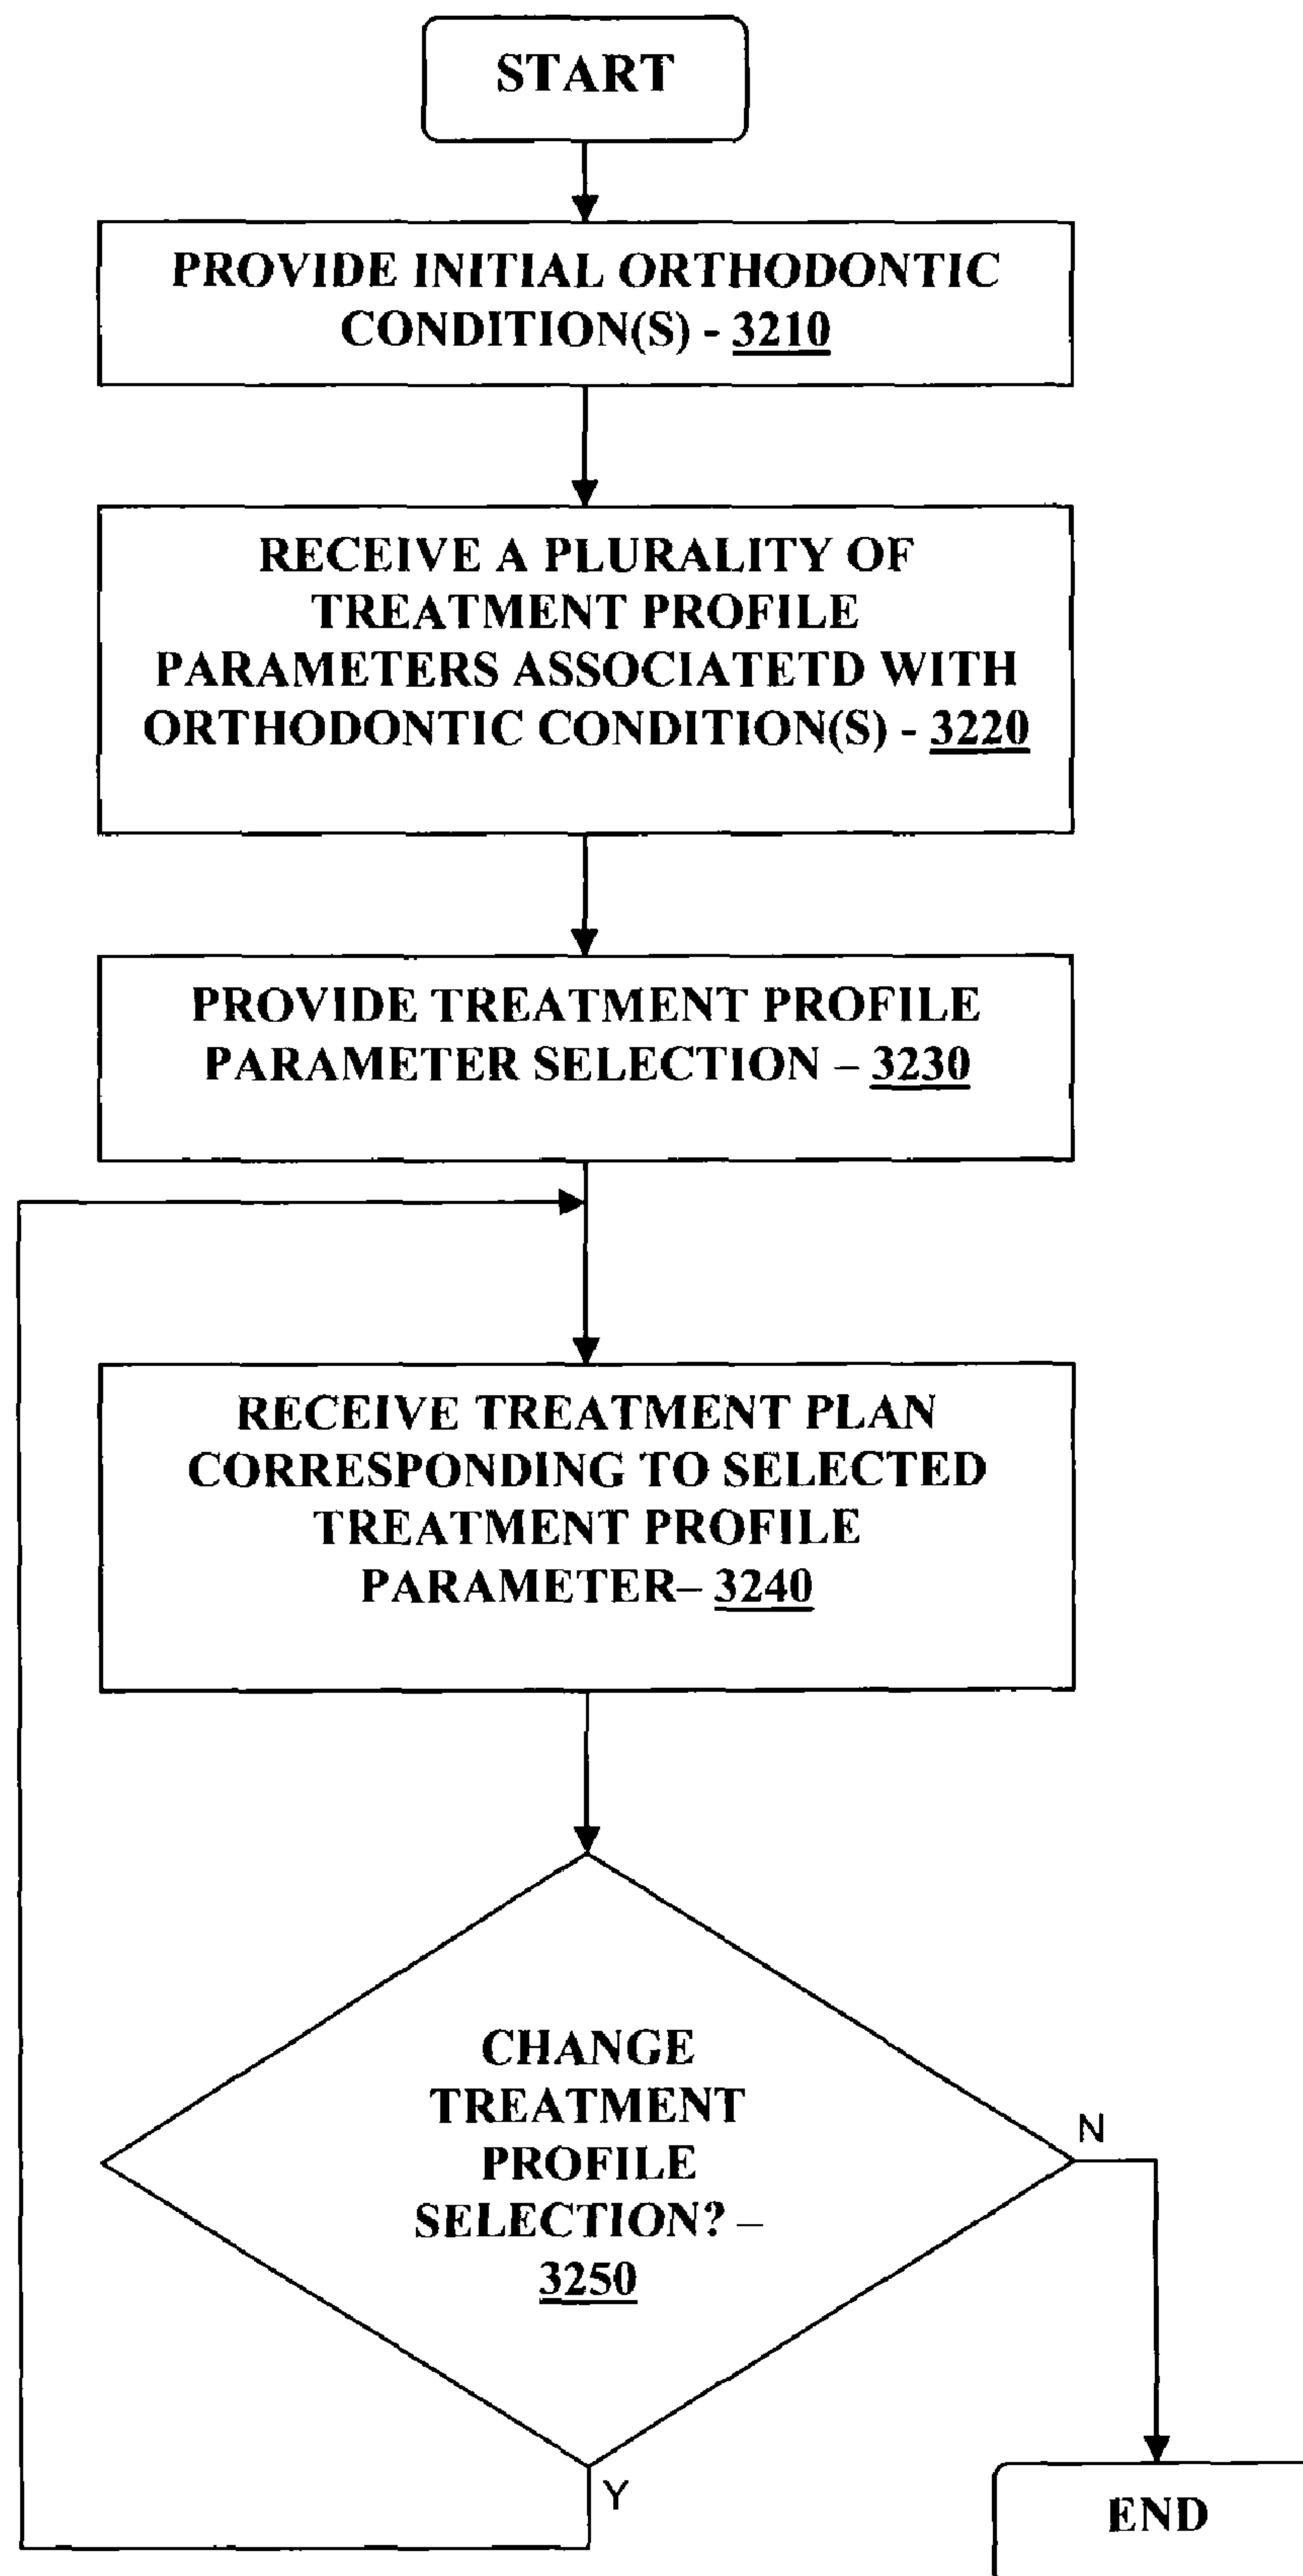 START
PROVIDE INITIAL ORTHODONTIC
CONDITION(S) - 3210
RECEIVE A PLURALITY OF
TREATMENT PROFILE
PARAMETERS ASSOCIATETD WITH
ORTHODONTIC CONDITION(S) - 3220
PROVIDE TREATMENT PROFILE
PARAMETER SELECTION – 3230
RECEIVE TREATMENT PLAN
CORRESPONDING TO SELECTED
TREATMENT PROFILE
PARAMETER– 3240
CHANGE
TREATMENT
PROFILE
SELECTION? –
3250
N
Y
END